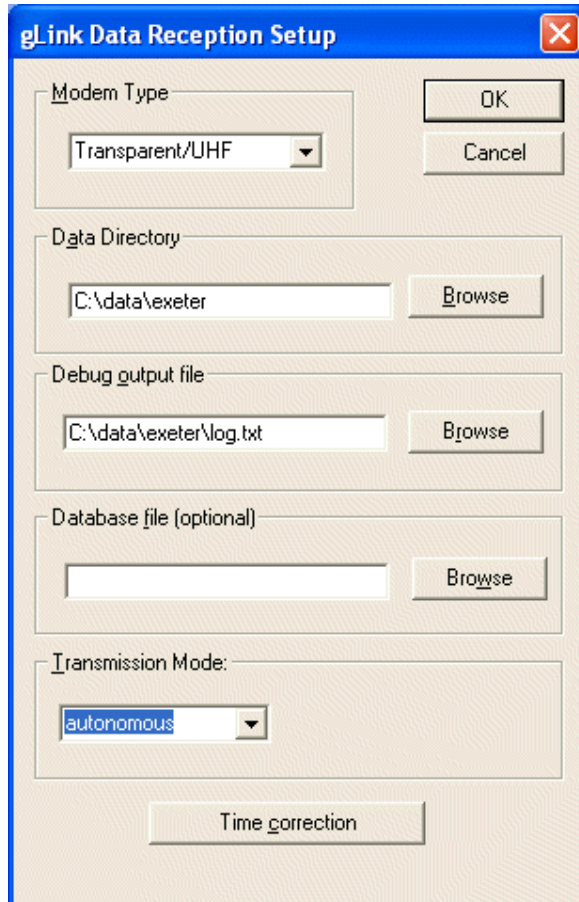 gLink Data Reception Setup
Modem Type
OK
Transparent/UHF
Cancel
Data Directory
C:\data\exeter
Browse
Debug output file
C:\data\exeter\log.txt
Browse
Database file (optional)
Browse
Transmission Mode:
autonomous
Time correction